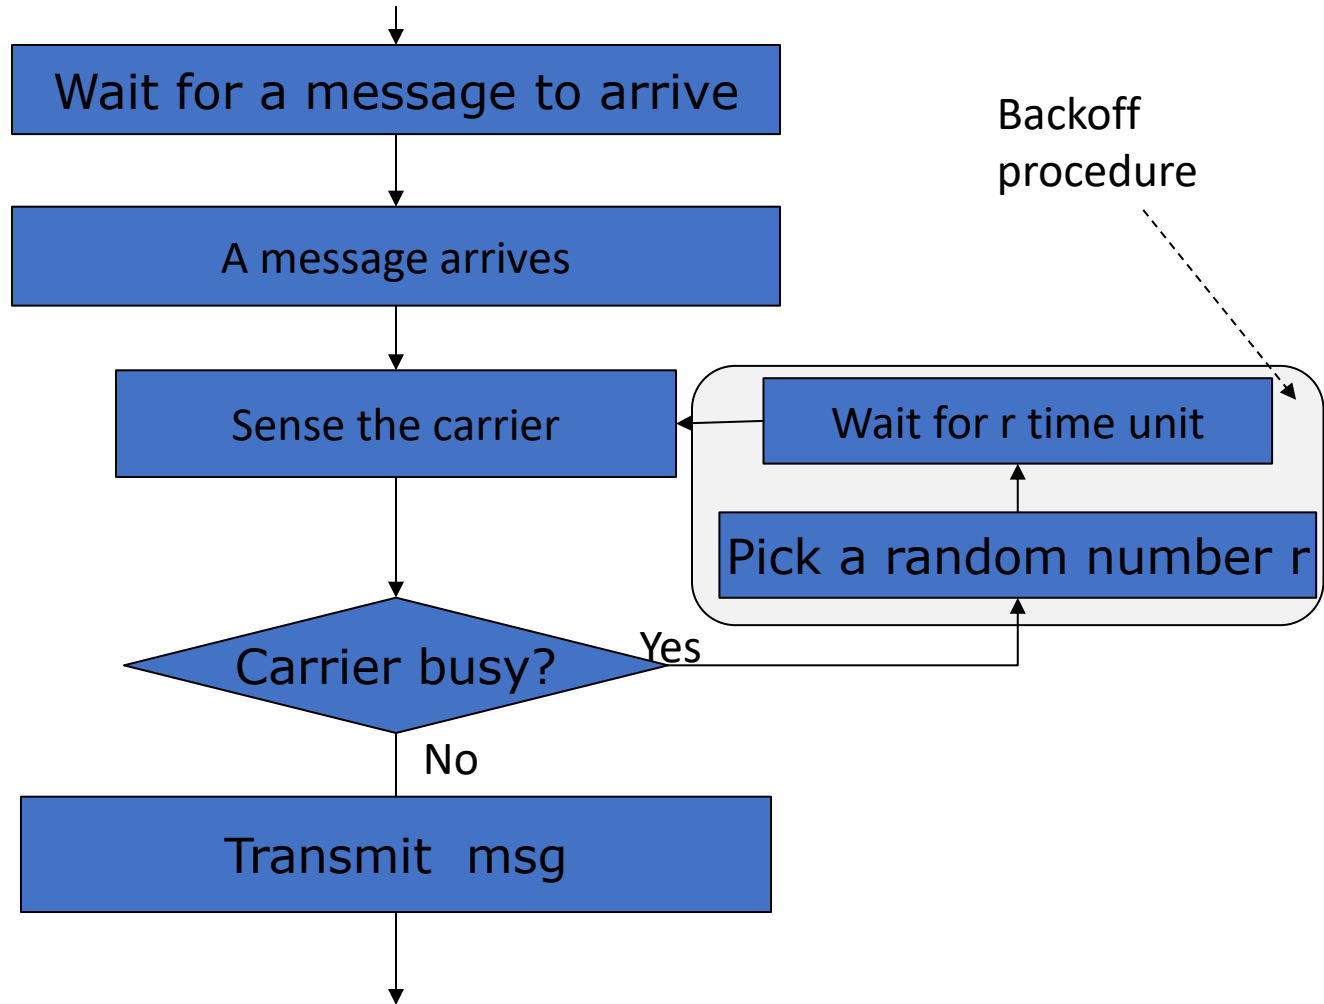 Wait for a message to arrive
Backoff
procedure
A message arrives
Sense the carrier
Wait for r time unit
Pick a random number r
Carrier busy?
Yes
No
Transmit  msg